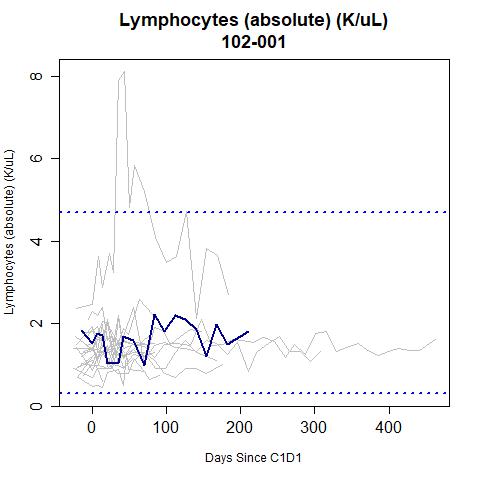 Lymphocytes (absolute) (K/uL)
102-001
Lymphocytes (absolute) (K/uL)
8
6
4
2
0
0 100 200 300 400
Days Since C1D1